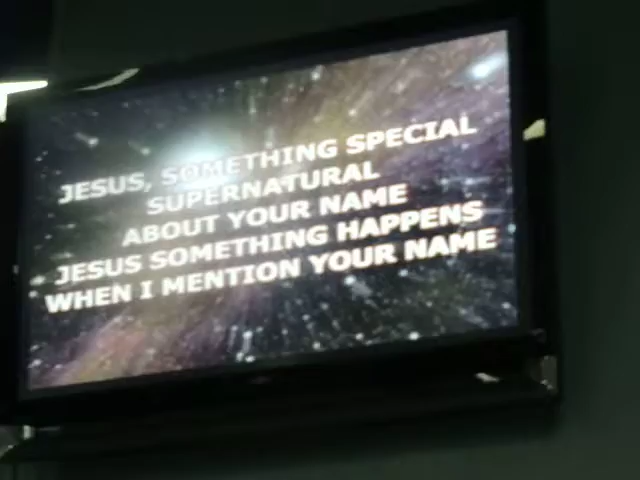 JESUS, SOMETHING SPECIAL
SUPERNATURAL
ABOUT YOUR NAME
JESUS SOMETHING HAPPENS
WHEN I MENTION YOUR NAME